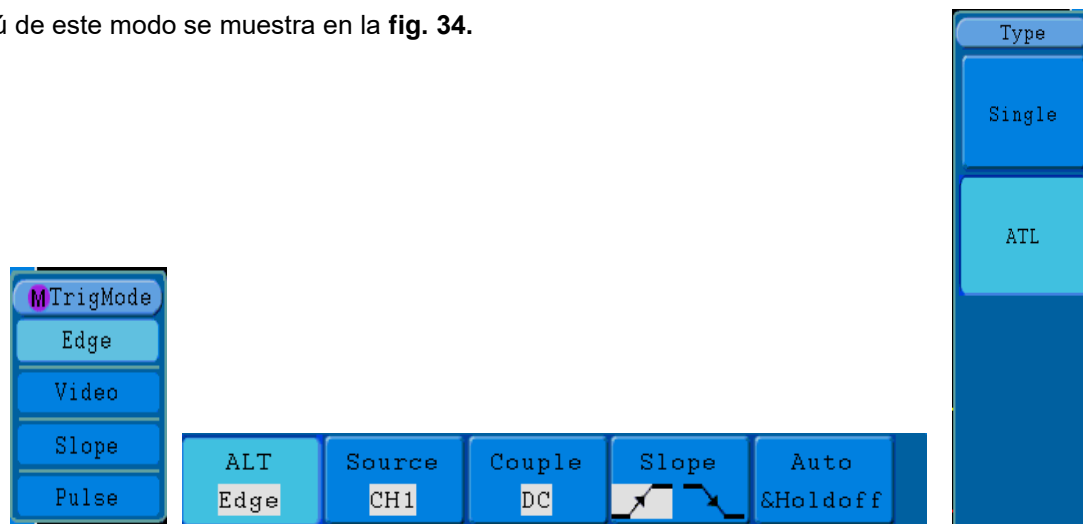 ú de este modo se muestra en la fig. 34.
Type
Single
ATL
M TrigMode
Edge
Video
Slope
Pulse
ALT Source Couple Slope Auto
Edge CH1 DC &Holdoff